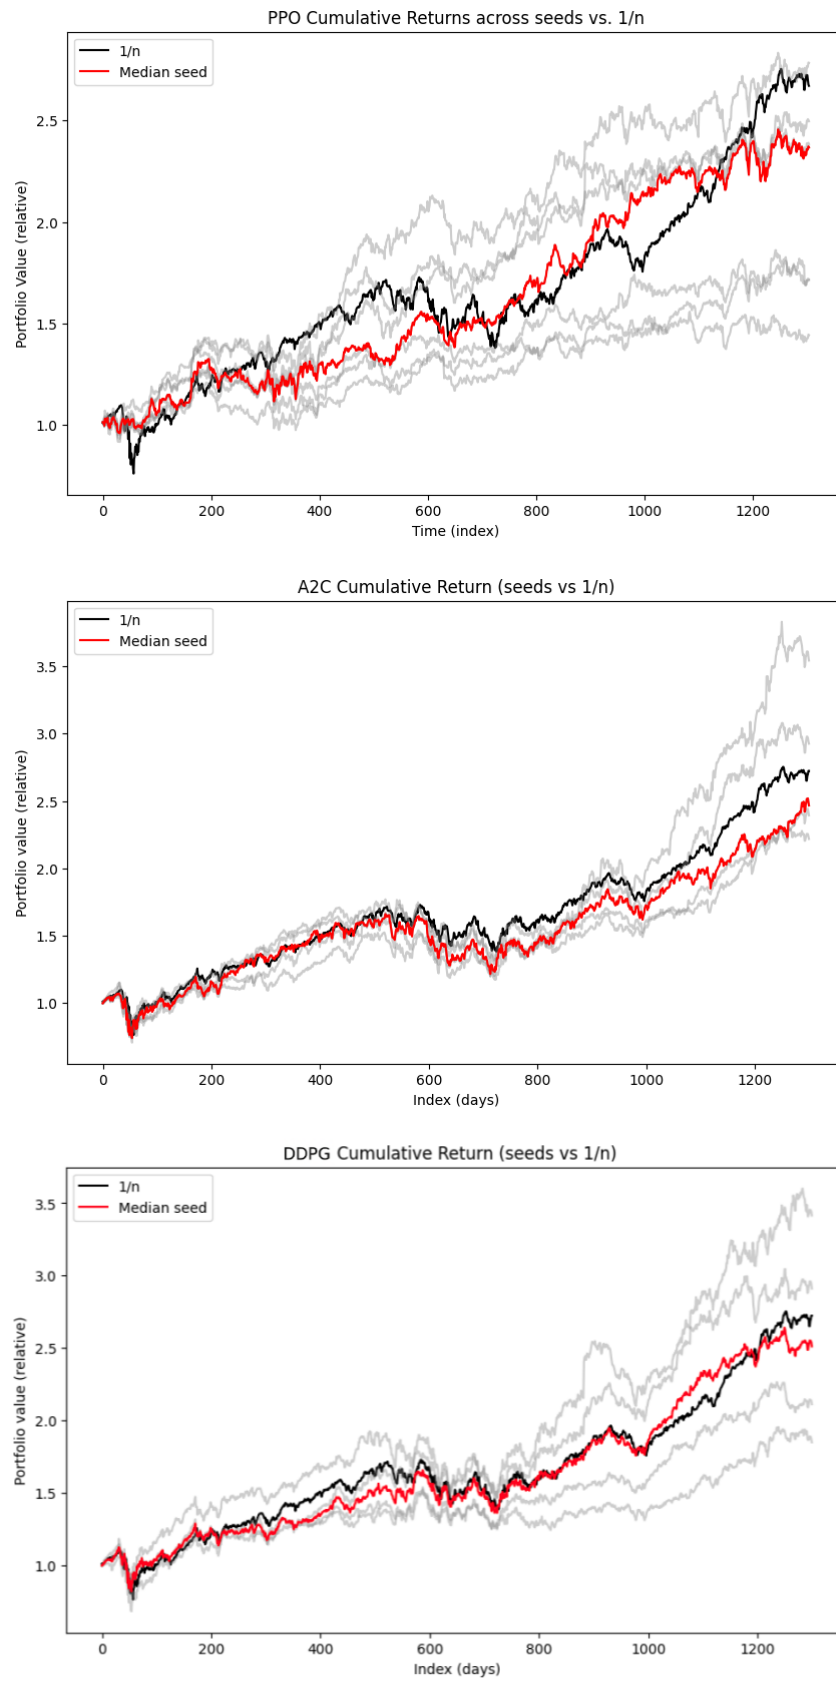 PPO Cumulative Returns across seeds vs. 1/n
1/n
Median seed
Portfolio Value (relative)
2.5
2.0
1.5
1.0
0 200 400 600 800 1000 1200
Time (index)
A2C Cumulative Return (seeds vs 1/n)
1/n
Median seed
Portfolio value (relative)
3.5
3.0
2.5
2.0
1.5
1.0
0 200 400 600 800 1000 1200
Index (days)
DDPG Cumulative Return (seeds vs 1/n)
1/n
Median seed
Portfolio value (relative)
3.5
3.0
2.5
2.0
1.5
1.0
0 200 400 600 800 1000 1200
Index (days)